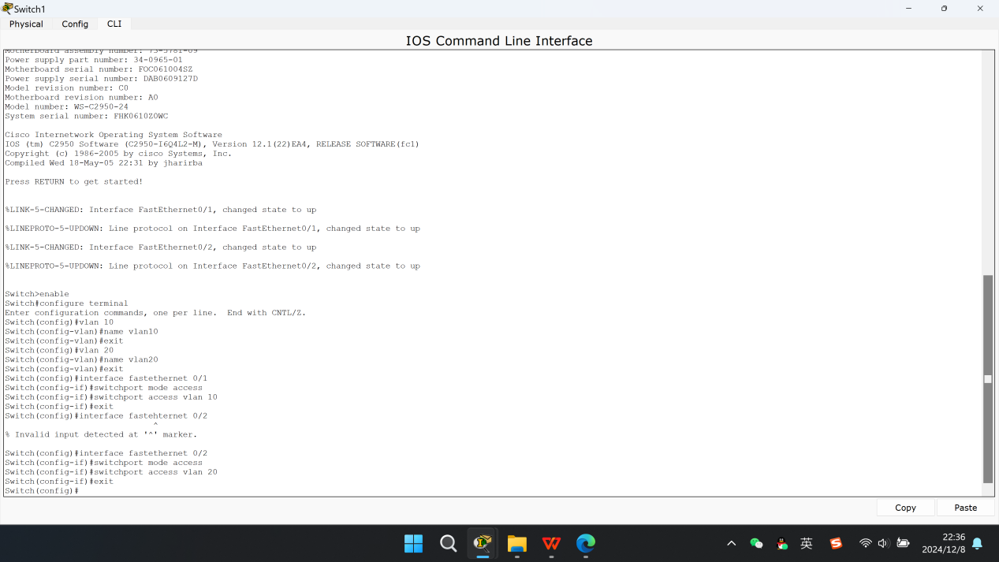 Switch1
Physical Config CLI
IOS Command Line Interface
Motherboard assembly number: 73-5781-09
Power supply part number: 34-0965-01
Motherboard serial number: FOC061004SZ
Power supply serial number: DAB0609127D
Model revision number: C0
Motherboard revision number: A0
Model number: WS-C2950-24
System serial number: FHK0610Z0WC
Cisco Internetwork Operating System Software
IOS (tm) C2950 Software (C2950-I6Q4L2-M), Version 12.1(22)EA4, RELEASE SOFTWARE(fc1)
Copyright (c) 1986-2005 by cisco Systems, Inc.
Compiled Wed 18-May-05 22:31 by jharirba
Press RETURN to get started!
%LINK-5-CHANGED: Interface FastEthernet0/1, changed state to up
%LINEPROTO-5-UPDOWN: Line protocol on Interface FastEthernet0/1, changed state to up
%LINK-5-CHANGED: Interface FastEthernet0/2, changed state to up
%LINEPROTO-5-UPDOWN: Line protocol on Interface FastEthernet0/2, changed state to up
Switch>enable
Switch#configure terminal
Enter configuration commands, one per line.  End with CNTL/Z.
Switch(config)#vlan 10
Switch(config-vlan)#name vlan10
Switch(config-vlan)#exit
Switch(config)#vlan 20
Switch(config-vlan)#name vlan20
Switch(config-vlan)#exit
Switch(config)#interface fastethernet 0/1
Switch(config-if)#switchport mode access
Switch(config-if)#switchport access vlan 10
Switch(config-if)#exit
Switch(config)#interface fastehternet 0/2
^
% Invalid input detected at '^' marker.
Switch(config)#interface fastethernet 0/2
Switch(config-if)#switchport mode access
Switch(config-if)#switchport access vlan 20
Switch(config-if)#exit
Switch(config)#
Copy Paste
英
22:36
2024/12/8